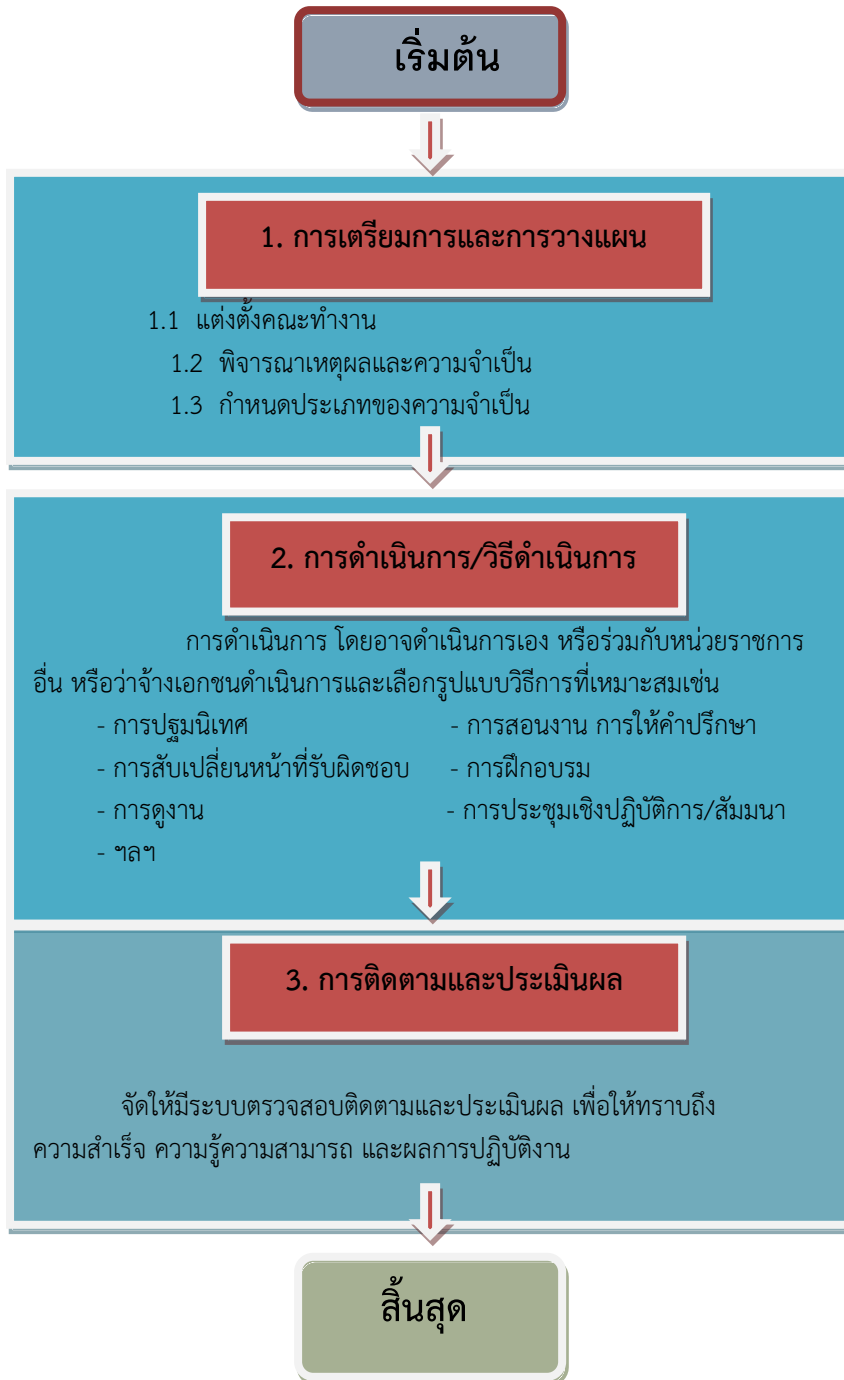 เริ่มต้น
1. การเตรียมการและการวางแผน
1.1 แต่งตั้งคณะทำงาน
1.2 พิจารณาเหตุผลและความจำเป็น
1.3 กำหนดประเภทของความจำเป็น
2. การดำเนินการ/วิธีดำเนินการ
การดำเนินการ โดยอาจดำเนินการเอง หรือร่วมกับหน่วยราชการ
อื่น หรือว่าจ้างเอกชนดำเนินการและเลือกรูปแบบวิธีการที่เหมาะสมเช่น
- การปฐมนิเทศ - การสอนงาน การให้คำปรึกษา
- การสับเปลี่ยนหน้าที่รับผิดชอบ - การฝึกอบรม
- การดูงาน - การประชุมเชิงปฏิบัติการ/สัมมนา
- ฯลฯ
3. การติดตามและประเมินผล
จัดให้มีระบบตรวจสอบติดตามและประเมินผล เพื่อให้ทราบถึง
ความสำเร็จ ความรู้ความสามารถ และผลการปฏิบัติงาน
สิ้นสุด